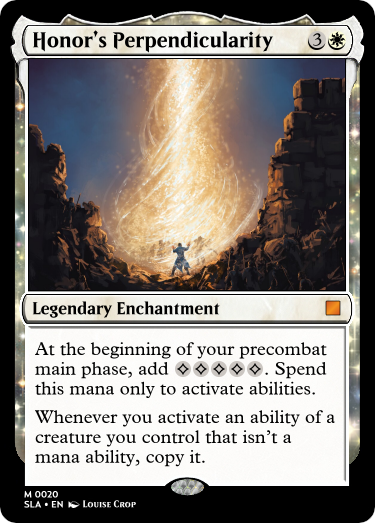 Honor's Perpendicularity 3
Legendary Enchantment
At the beginning of your precombat
main phase, add ◇◇◇◇◇. Spend
this mana only to activate abilities.
Whenever you activate an ability of a
creature you control that isn't a
mana ability, copy it.
M 0020
SLA • EN Louise Crop